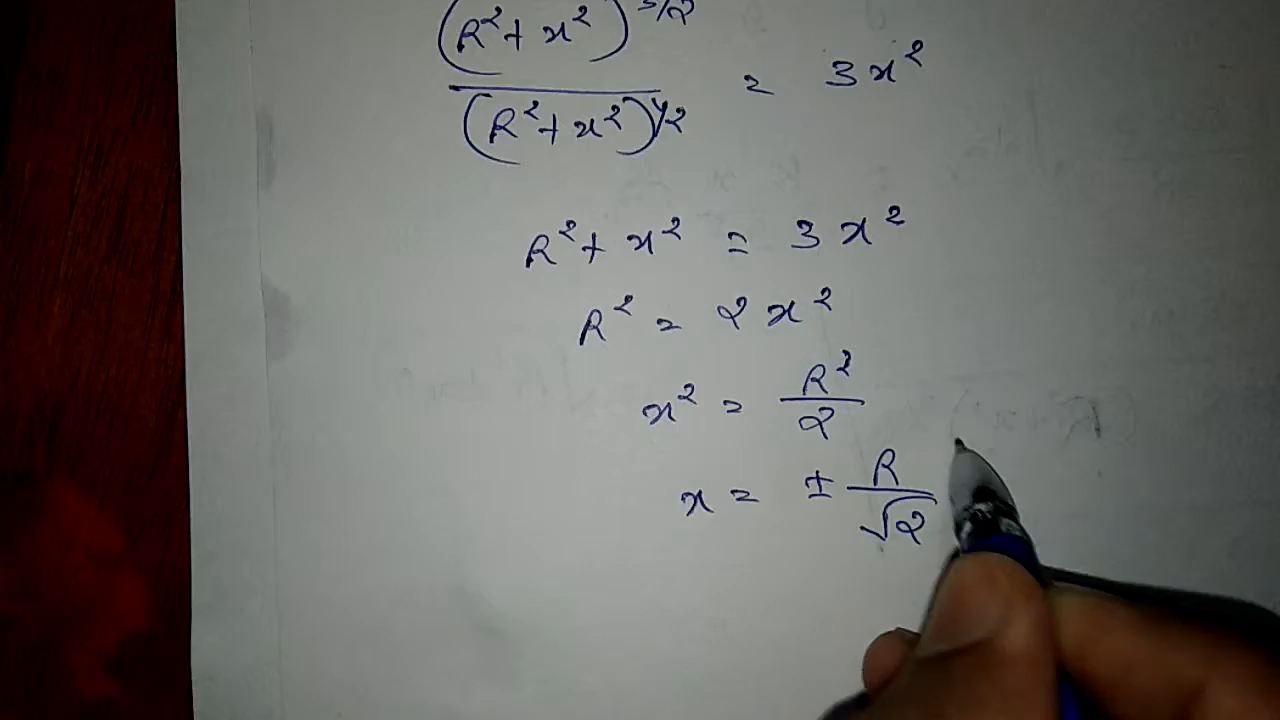 (R²+x²)^3/2 / (R²+x²)^1/2 = 3x²
R²+x² = 3x²
R² = 2x²
x² = R²/2
x = ± R/√2